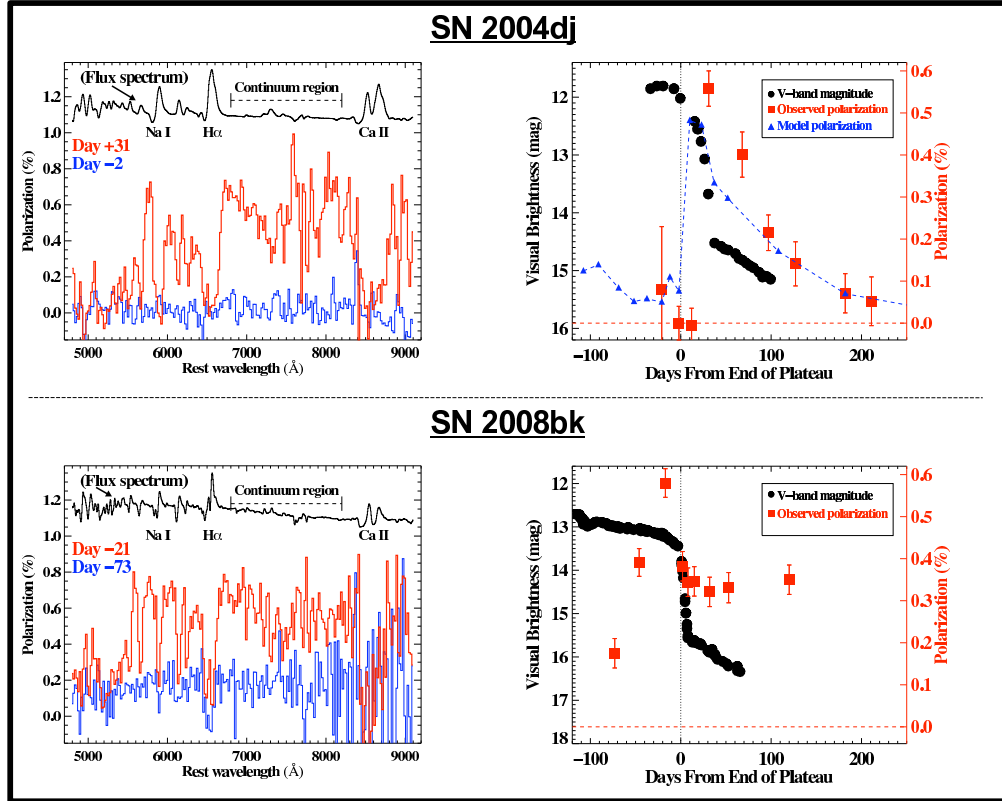 SN 2004dj
(Flux spectrum)
Continuum region
Na I
Hα
Ca II
Day +31
Day −2
Polarization (%)
1.2
1.0
0.8
0.6
0.4
0.2
0.0
5000 6000 7000 8000 9000
Rest wavelength (Å)
V−band magnitude
Observed polarization
Model polarization
Visual Brightness (mag)
12
13
14
15
16
0.6
0.5
0.4
0.3
0.2
0.1
0.0
Polarization (%)
−100 0 100 200
Days From End of Plateau
SN 2008bk
(Flux spectrum)
Continuum region
Na I
Hα
Ca II
Day −21
Day −73
Polarization (%)
1.2
1.0
0.8
0.6
0.4
0.2
0.0
5000 6000 7000 8000 9000
Rest wavelength (Å)
V−band magnitude
Observed polarization
Visual Brightness (mag)
12
13
14
15
16
17
18
0.6
0.5
0.4
0.3
0.2
0.1
0.0
Polarization (%)
−100 0 100 200
Days From End of Plateau